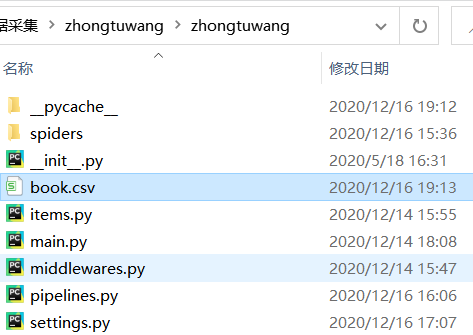 据采集 > zhongtuwang > zhongtuwang
名称 修改日期
__pycache__ 2020/12/16 19:12
spiders 2020/12/16 15:36
__init__.py 2020/5/18 16:31
book.csv 2020/12/16 19:13
items.py 2020/12/14 15:55
main.py 2020/12/14 18:08
middlewares.py 2020/12/14 15:47
pipelines.py 2020/12/16 16:06
settings.py 2020/12/16 17:07